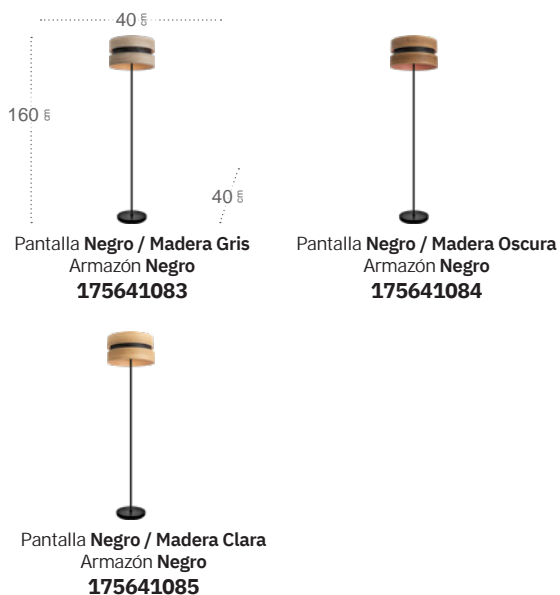 40 cm
160 cm
40 cm
Pantalla Negro / Madera Gris
Armazón Negro
175641083
Pantalla Negro / Madera Oscura
Armazón Negro
175641084
Pantalla Negro / Madera Clara
Armazón Negro
175641085